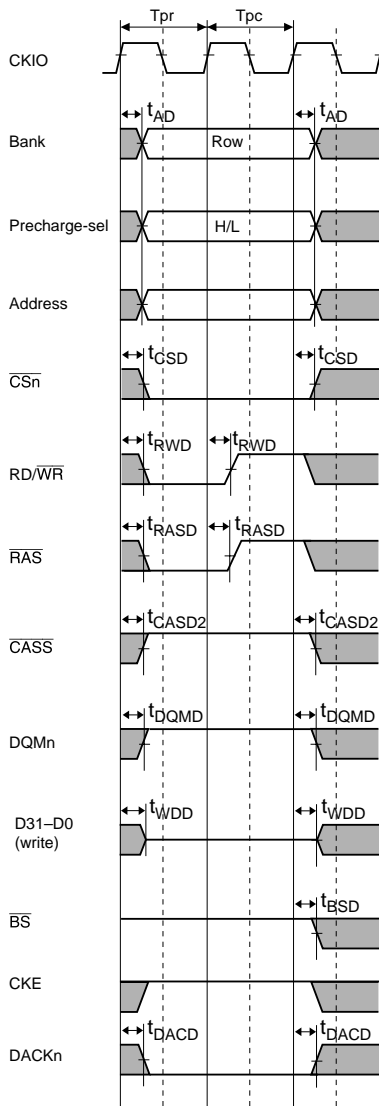 Tpr Tpc
CKIO
tAD tAD
Bank Row
Precharge-sel H/L
Address
tCSD tCSD
CSn
tRWD tRWD
RD/WR
tRASD tRASD
RAS
tCASD2 tCASD2
CASS
tDQMD tDQMD
DQMn
tWDD tWDD
D31–D0
(write)
tBSD
BS
CKE
tDACD tDACD
DACKn